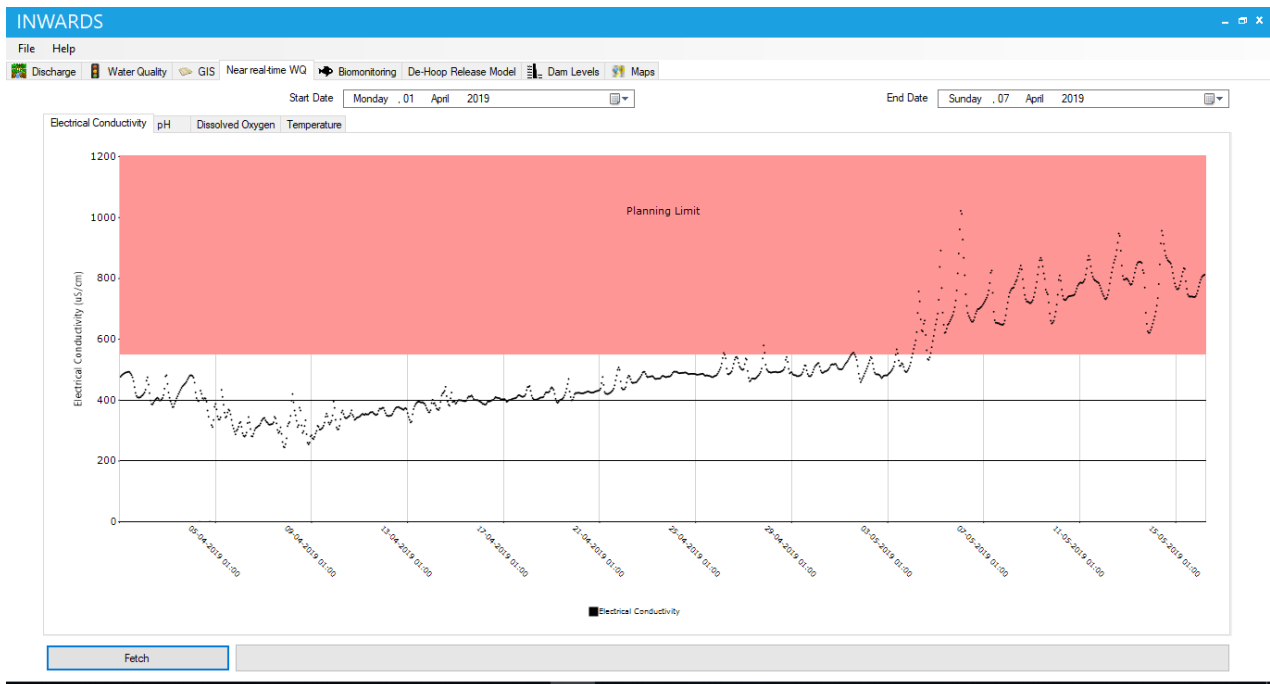 INWARDS
File Help
Discharge Water Quality GIS Near real-time WQ Biomonitoring De-Hoop Release Model Dam Levels Maps
Start Date Monday , 01 April 2019 End Date Sunday , 07 April 2019
Electrical Conductivity pH Dissolved Oxygen Temperature
1200
Planning Limit
1000
800
Electrical Conductivity (uS/cm)
600
400
200
0
05-04-2019 01:00 09-04-2019 01:00 13-04-2019 01:00 17-04-2019 01:00 21-04-2019 01:00 25-04-2019 01:00 29-04-2019 01:00 03-05-2019 01:00 07-05-2019 01:00 11-05-2019 01:00 15-05-2019 01:00
Electrical Conductivity
Fetch